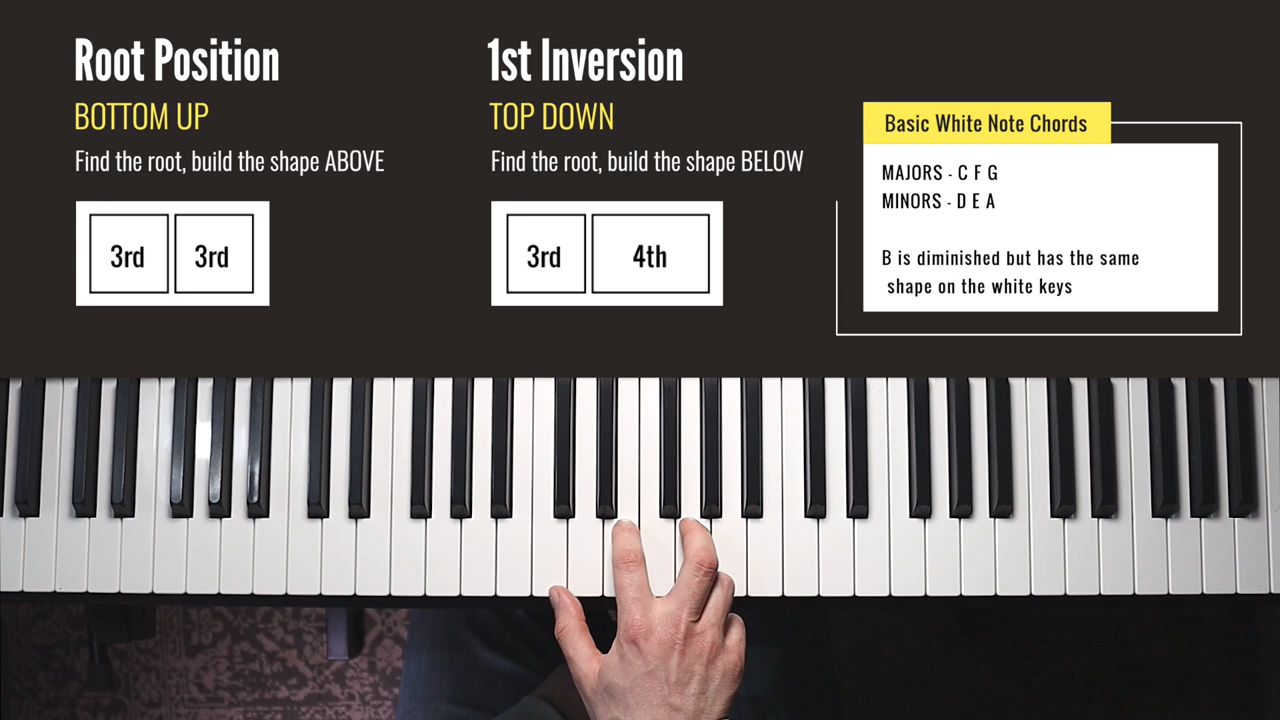 Root Position
BOTTOM UP
Find the root, build the shape ABOVE
3rd 3rd
1st Inversion
TOP DOWN
Find the root, build the shape BELOW
3rd 4th
Basic White Note Chords
MAJORS - C F G
MINORS - D E A
B is diminished but has the same
shape on the white keys